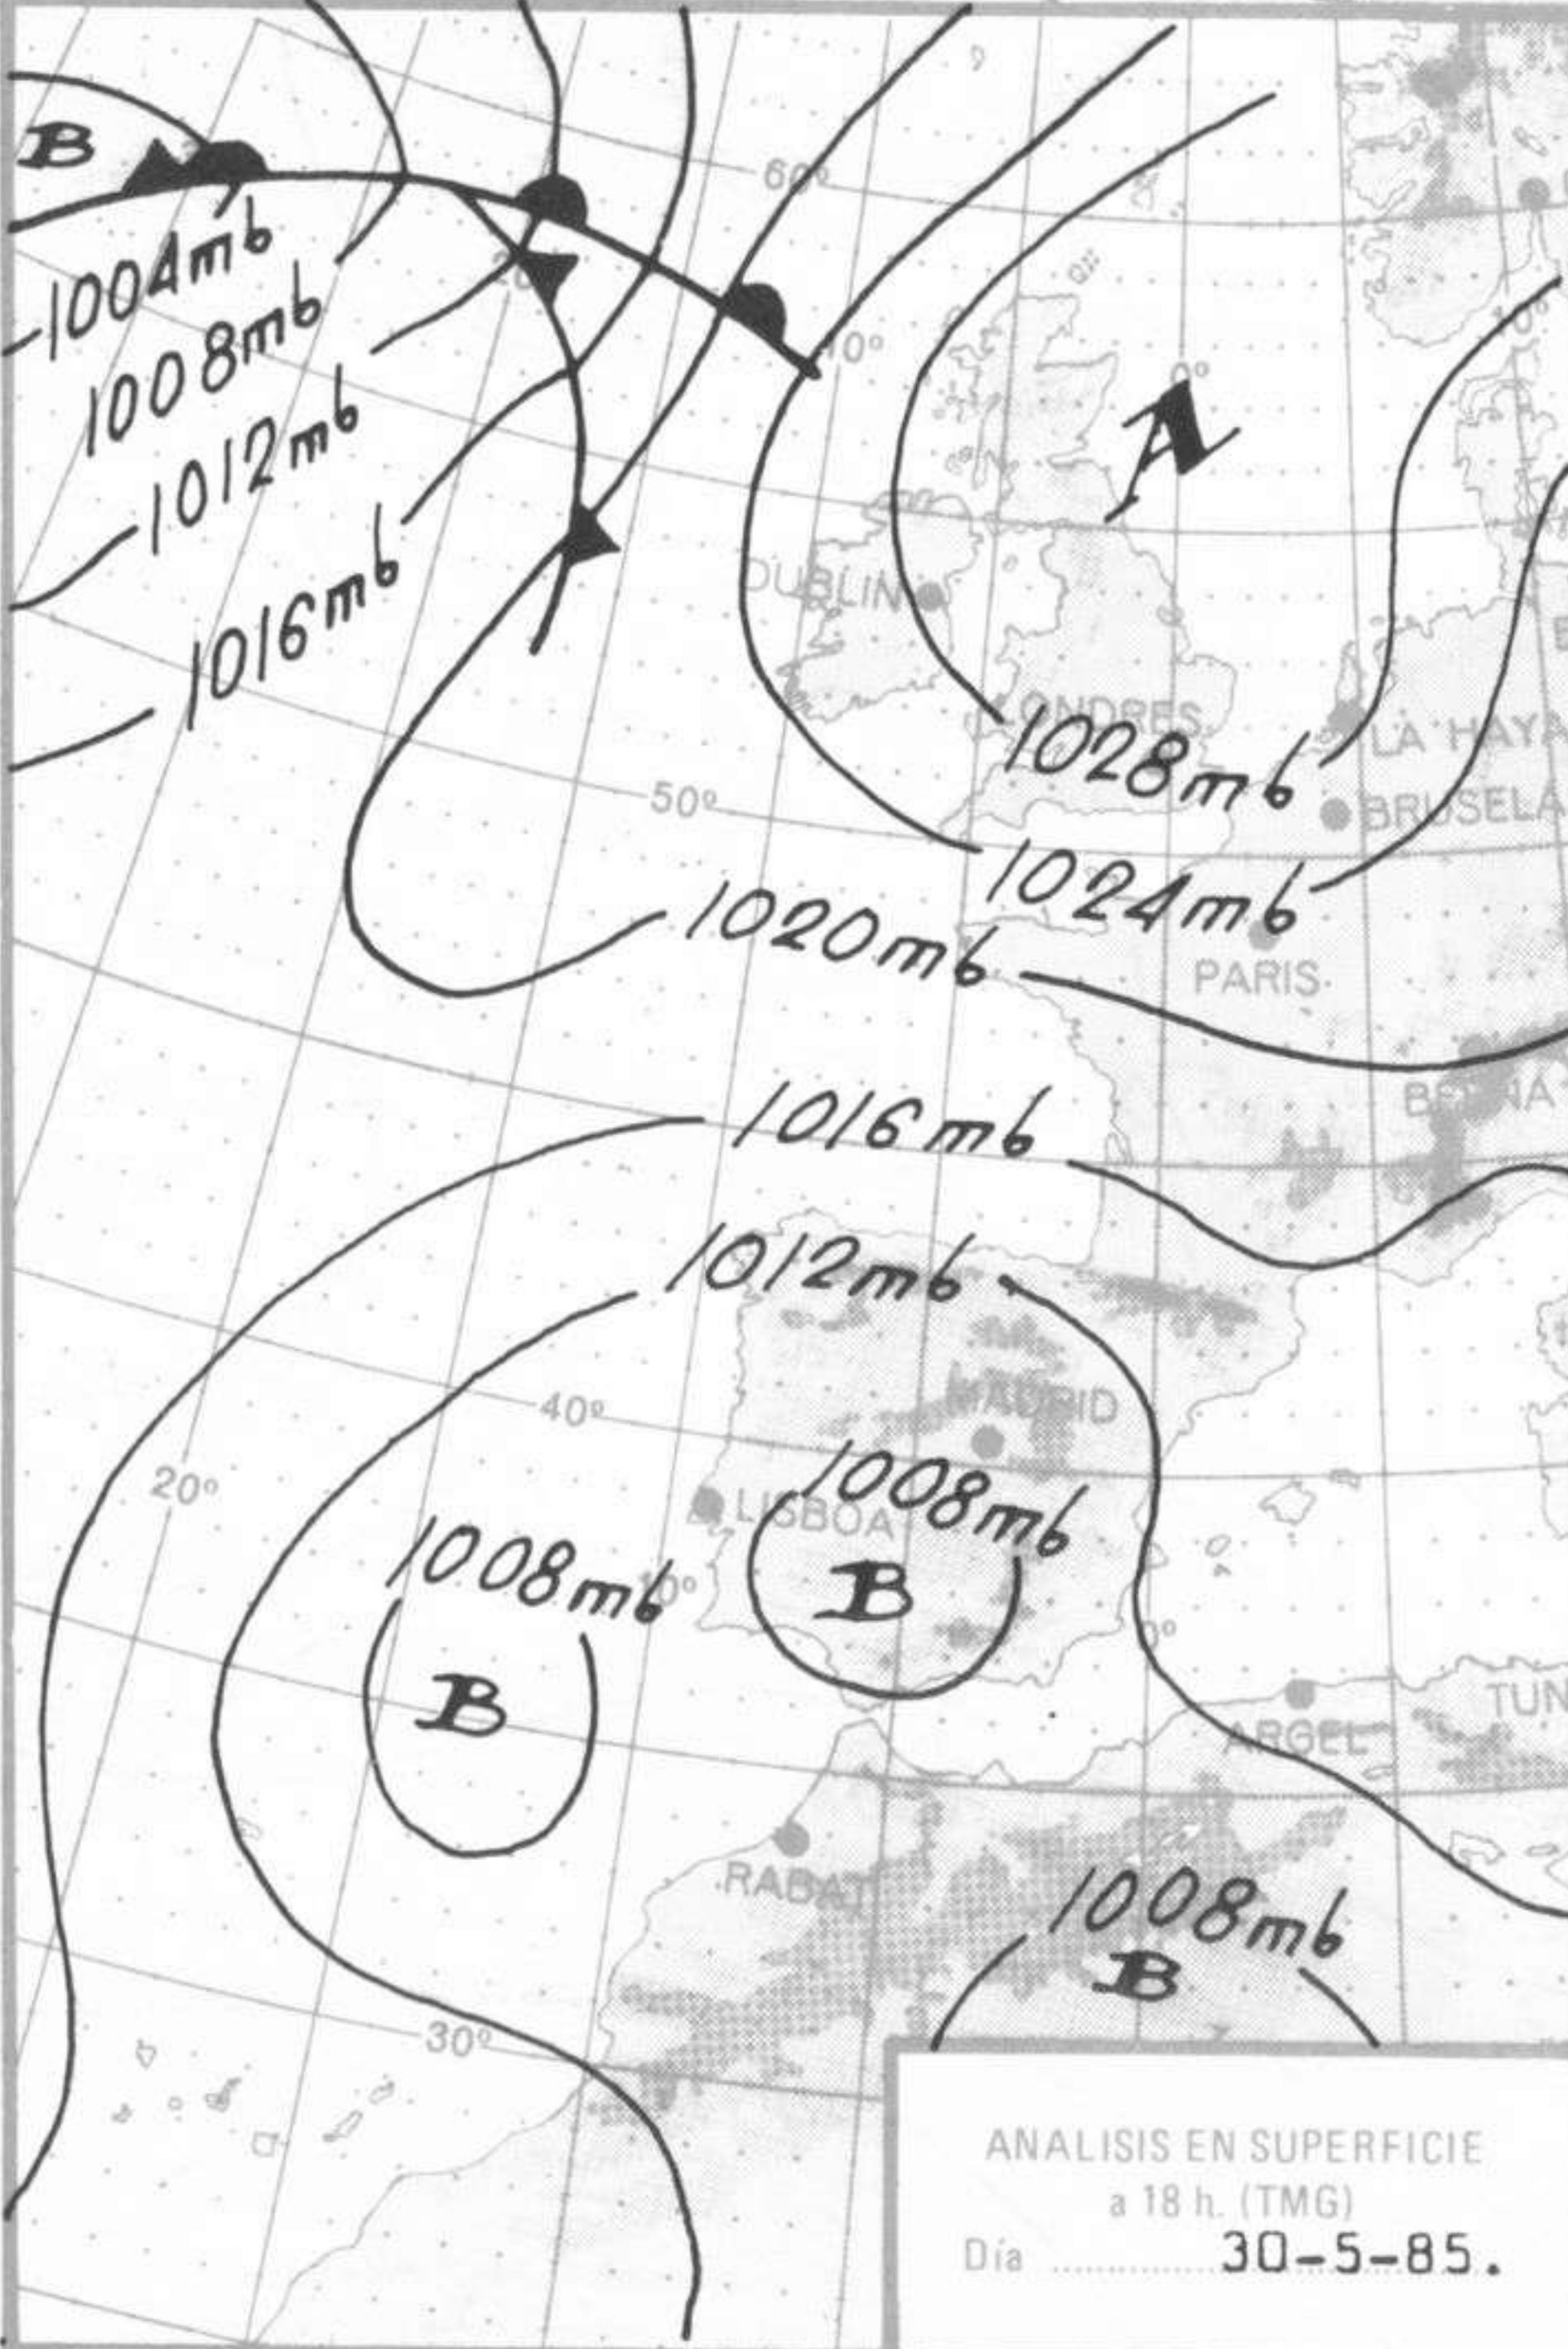 B
60°
1004mb
20°
1008mb
10°
10°
0°
1012mb
A
1016mb
DUBLIN
LONDRES
1028mb
LA HAYA
50°
BRUSELA
1024mb
1020mb
PARIS
1016mb
BERNA
1012mb
40°
MADRID
20°
1008mb
LISBOA
1008mb
10°
B
0°
B
TUN
ARGEL
RABAT
1008mb
B
30°
ANALISIS EN SUPERFICIE
a 18 h. (TMG)
Día ........ 30-5-85.